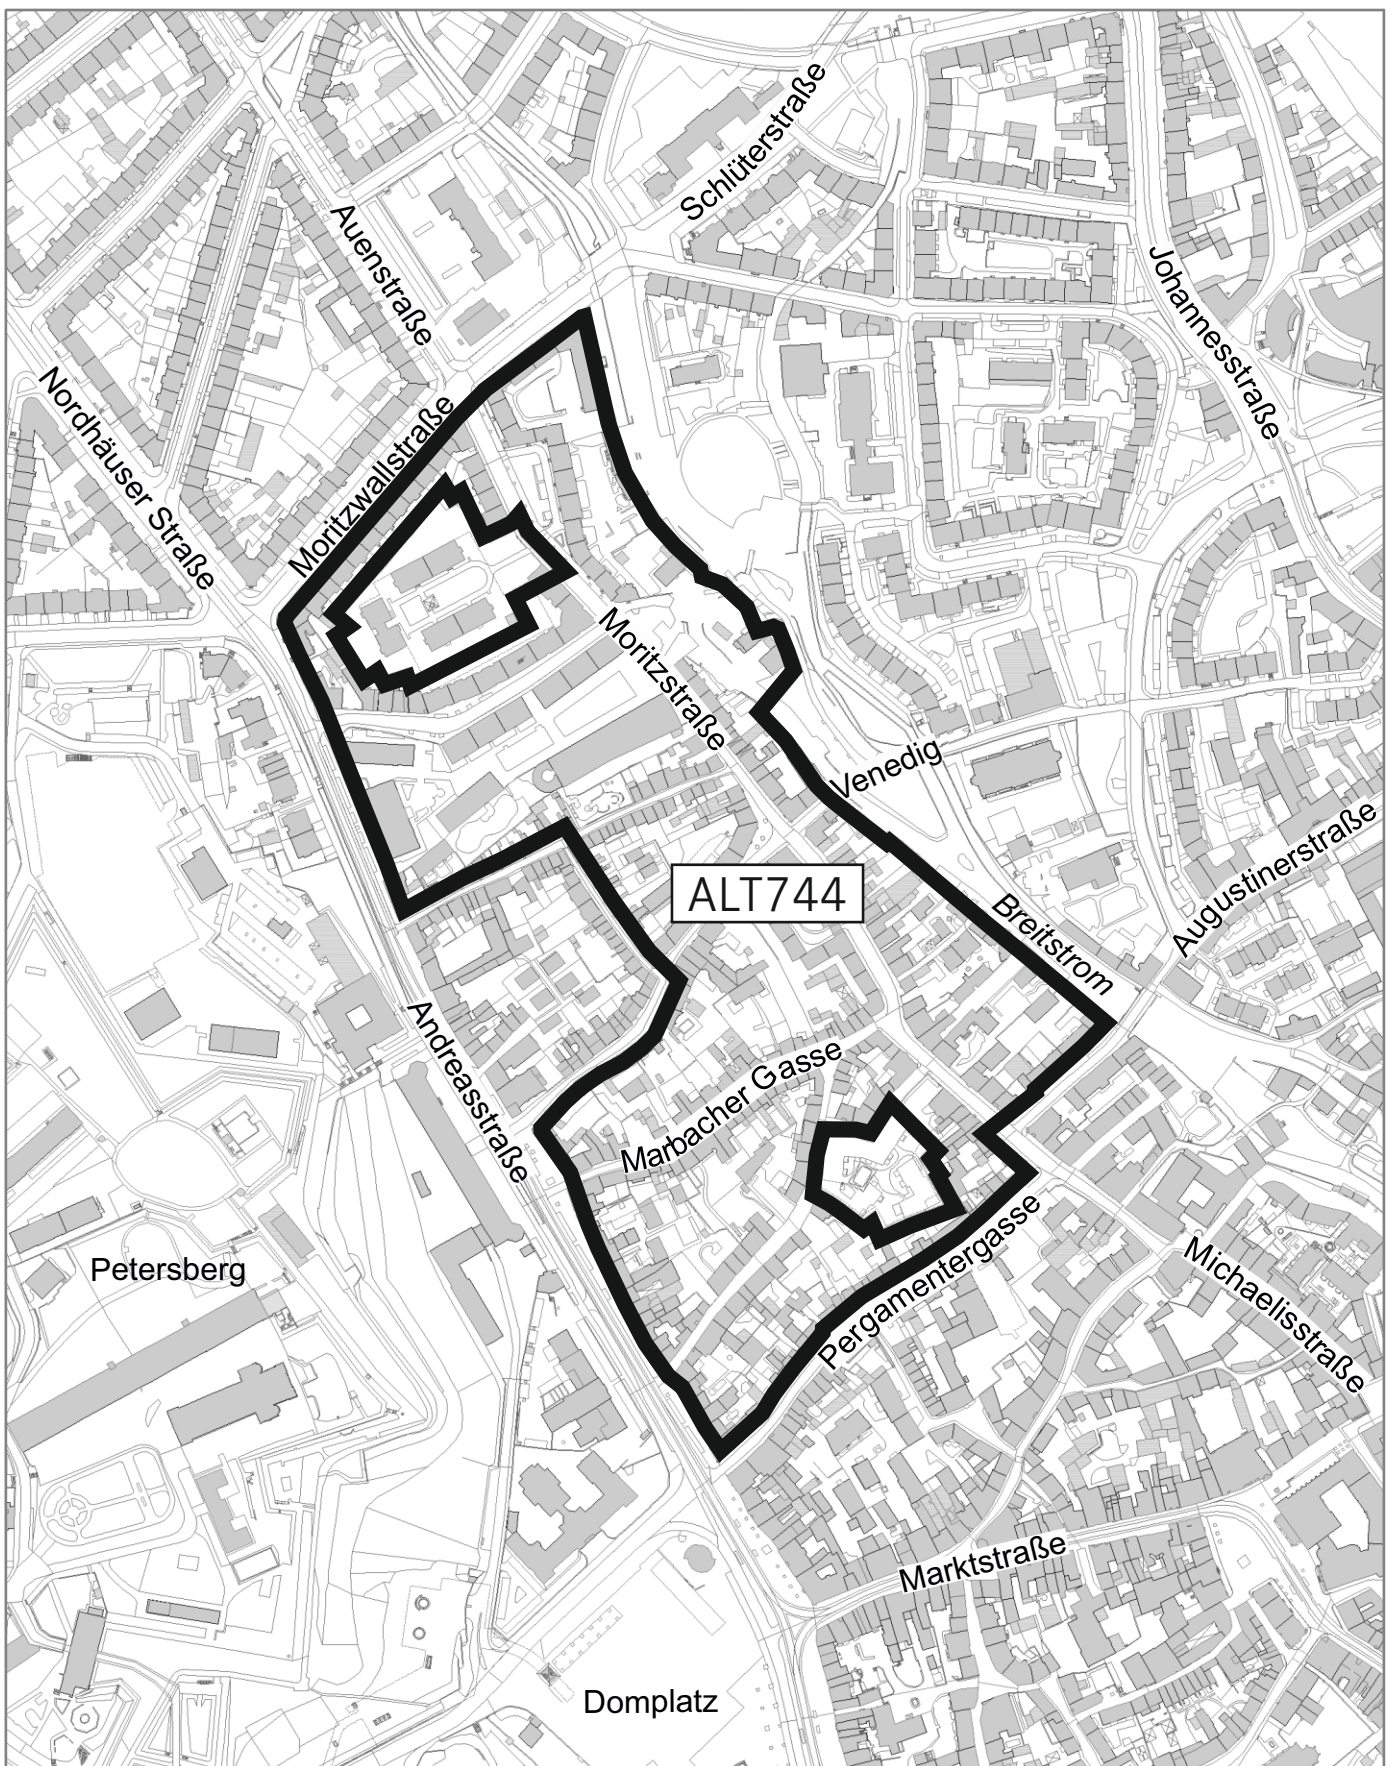 Schlüterstraße
Auenstraße
Johannesstraße
Nordhäuser Straße
Moritzwallstraße
Moritzstraße
Venedig
Augustinerstraße
ALT744
Breitstrom
Andreasstraße
Marbacher Gasse
Petersberg
Pergamentergasse
Michaelisstraße
Marktstraße
Domplatz